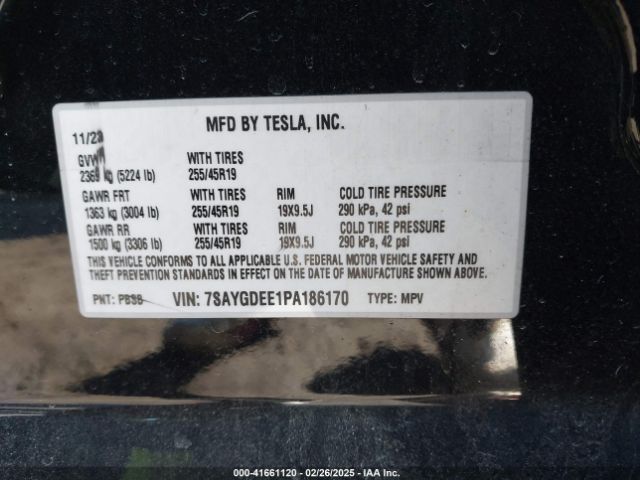 MFD BY TESLA, INC.
GVWR WITH TIRES
kg (5224 lb) 255/45R19
GAWR FRT WITH TIRES RIM COLD TIRE PRESSURE
1363 kg (3004 lb) 255/45R19 19X9.5J 290 kPa, 42 psi
GAWR RR WITH TIRES RIM COLD TIRE PRESSURE
1500 kg (3306 lb) 255/45R19 19X9.5J 290 kPa, 42 psi
THIS VEHICLE CONFORMS TO ALL APPLICABLE U.S. FEDERAL MOTOR VEHICLE SAFETY AND
THEFT PREVENTION STANDARDS IN EFFECT ON THE DATE OF MANUFACTURE SHOWN ABOVE.
PNT: VIN: 7SAYGDEE1PA186170 TYPE: MPV
000-41661120 - 02/26/2025 - IAA Inc.